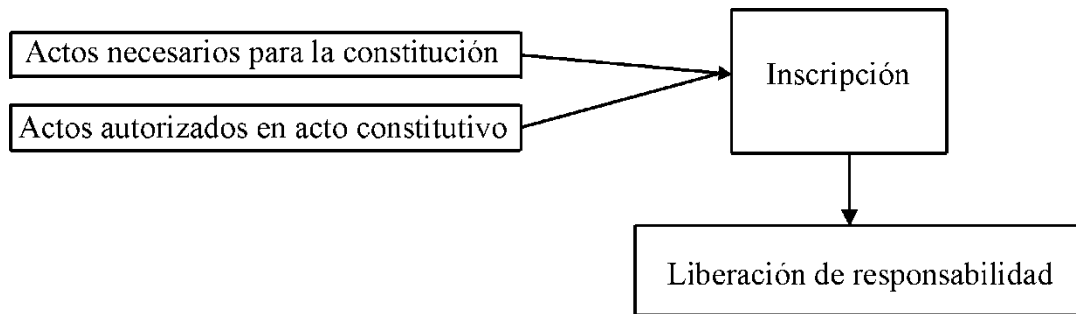 Actos necesarios para la constitución
Inscripción
Actos autorizados en acto constitutivo
Liberación de responsabilidad